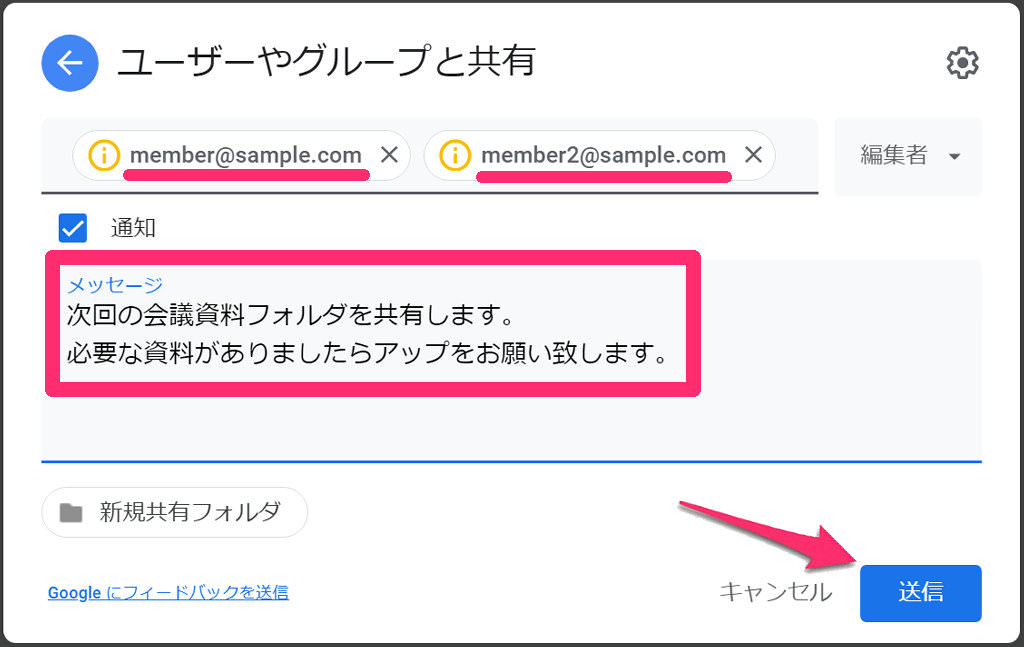 ユーザーやグループと共有
member@sample.com member2@sample.com 編集者
通知
メッセージ
次回の会議資料フォルダを共有します。
必要な資料がありましたらアップをお願い致します。
新規共有フォルダ
Google にフィードバックを送信 キャンセル 送信